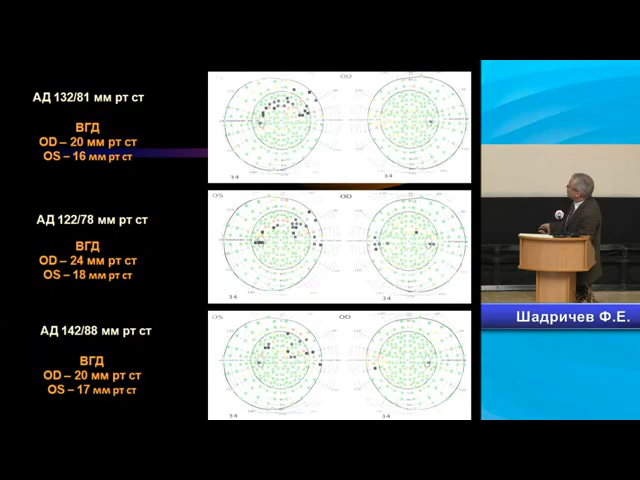 АД 132/81 мм рт ст
ВГД
OD – 20 мм рт ст
OS – 16 мм рт ст
OD
34
АД 122/78 мм рт ст
ВГД
OD – 24 мм рт ст
OS – 18 мм рт ст
OS
OD
34
АД 142/88 мм рт ст
ВГД
OD – 20 мм рт ст
OS – 17 мм рт ст
OS
OD
34
Шадричев Ф.Е.